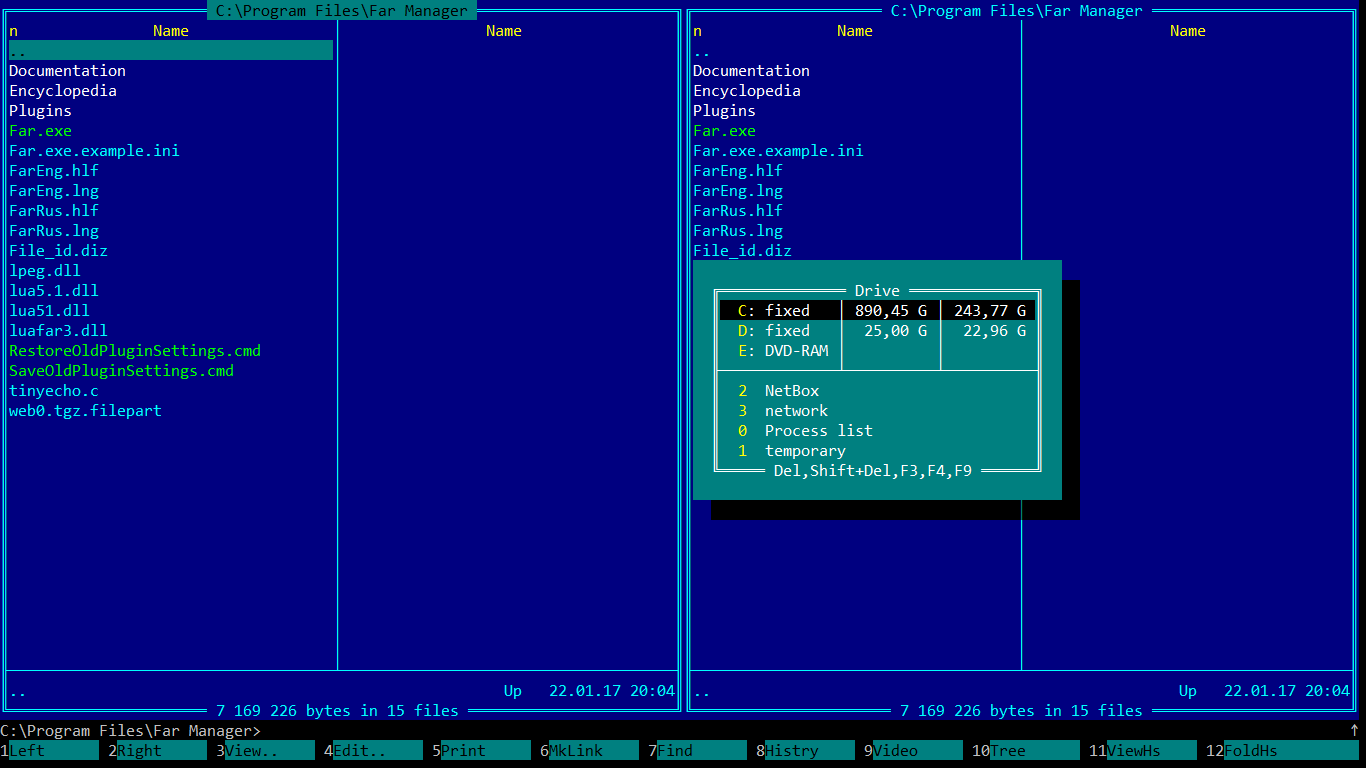 C:\Program Files\Far Manager
n Name Name
..
Documentation
Encyclopedia
Plugins
Far.exe
Far.exe.example.ini
FarEng.hlf
FarEng.lng
FarRus.hlf
FarRus.lng
File_id.diz
lpeg.dll
lua5.1.dll
lua51.dll
luafar3.dll
RestoreOldPluginSettings.cmd
SaveOldPluginSettings.cmd
tinyecho.c
web0.tgz.filepart
.. Up 22.01.17 20:04
7 169 226 bytes in 15 files
C:\Program Files\Far Manager
n Name Name
..
Documentation
Encyclopedia
Plugins
Far.exe
Far.exe.example.ini
FarEng.hlf
FarEng.lng
FarRus.hlf
FarRus.lng
File_id.diz
Drive
C: fixed 890,45 G 243,77 G
D: fixed 25,00 G 22,96 G
E: DVD-RAM
2 NetBox
3 network
0 Process list
1 temporary
Del,Shift+Del,F3,F4,F9
.. Up 22.01.17 20:04
7 169 226 bytes in 15 files
C:\Program Files\Far Manager> ↑
1Left 2Right 3View.. 4Edit.. 5Print 6MkLink 7Find 8Histry 9Video 10Tree 11ViewHs 12FoldHs